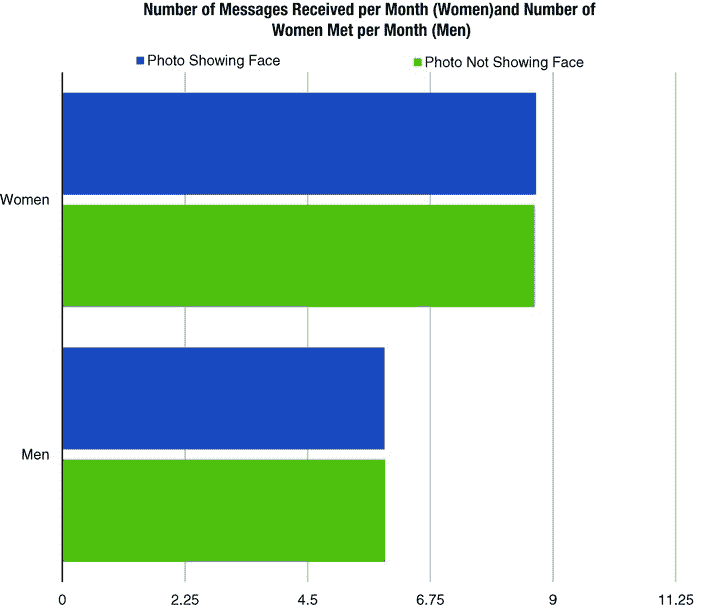 Number of Messages Received per Month (Women)and Number of
Women Met per Month (Men)
Photo Showing Face
Photo Not Showing Face
Women
Men
0
2.25
4.5
6.75
9
11.25